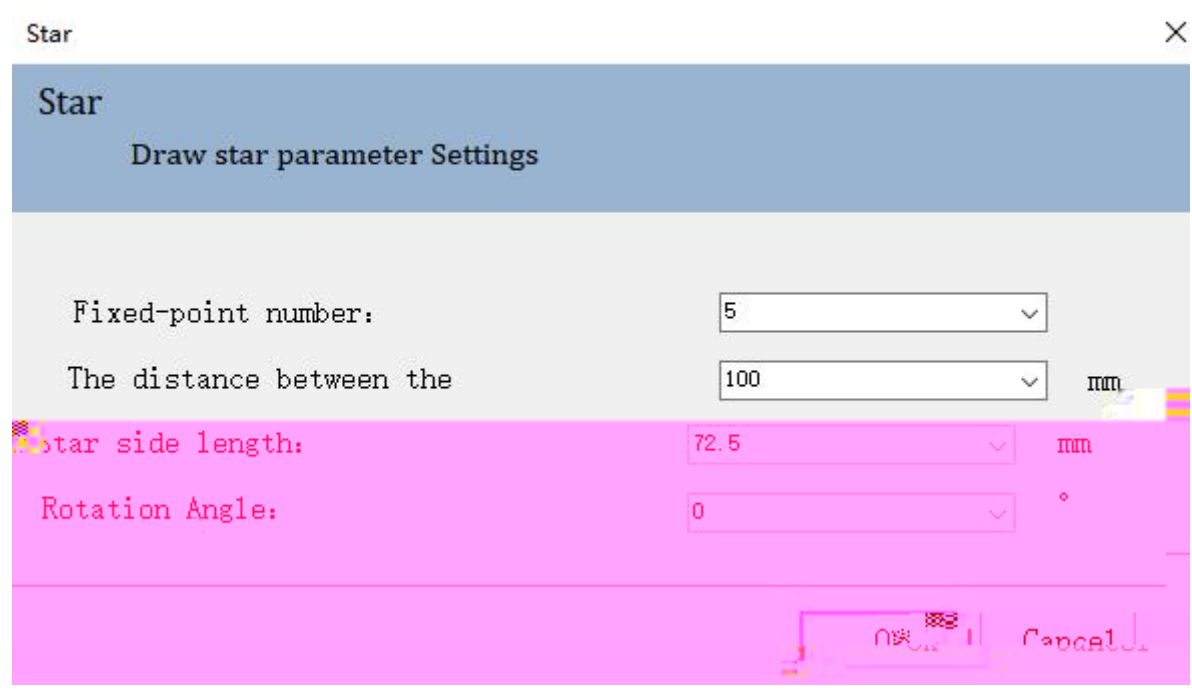 Star
Star
Draw star parameter Settings
Fixed-point number: 5
The distance between the 100 mm
Star side length: 72.5 mm
Rotation Angle: 0 °
Cancel